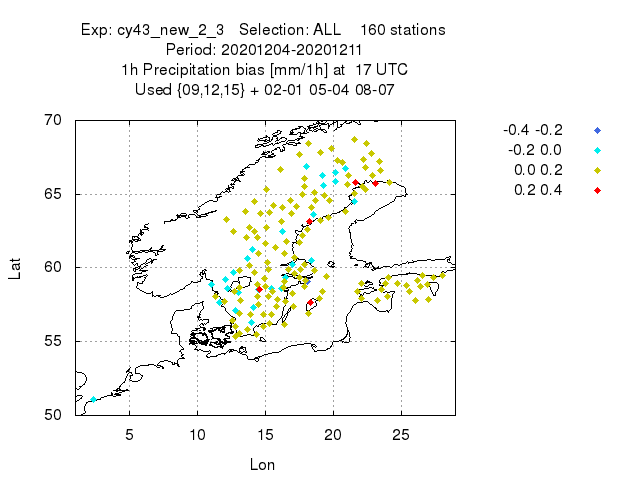 Exp: cy43_new_2_3   Selection: ALL    160 stations
Period: 20201204-20201211
1h Precipitation bias [mm/1h] at  17 UTC
Used {09,12,15} + 02-01 05-04 08-07
-0.4 -0.2
-0.2 0.0
0.0 0.2
0.2 0.4
70
65
60
55
50
Lat
5 10 15 20 25
Lon